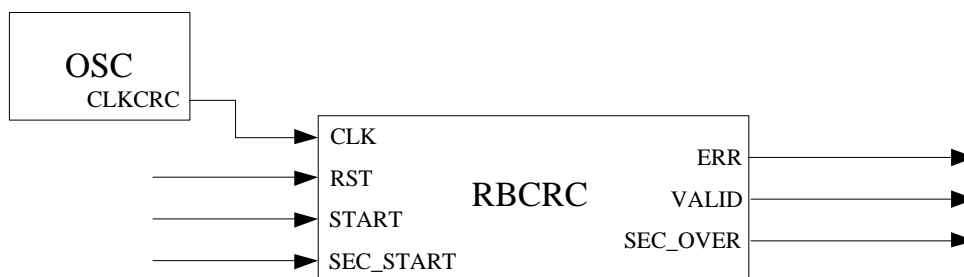 OSC
CLKCRC
CLK
RST
START
SEC_START
RBCRC
ERR
VALID
SEC_OVER